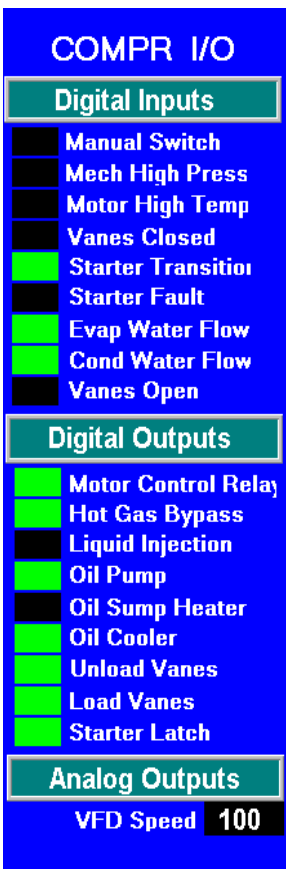 COMPR I/O
Digital Inputs
Manual Switch
Mech High Press
Motor High Temp
Vanes Closed
Starter Transition
Starter Fault
Evap Water Flow
Cond Water Flow
Vanes Open
Digital Outputs
Motor Control Relay
Hot Gas Bypass
Liquid Injection
Oil Pump
Oil Sump Heater
Oil Cooler
Unload Vanes
Load Vanes
Starter Latch
Analog Outputs
VFD Speed 100